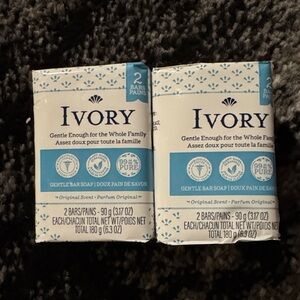 2
BARS
PAINS
IVORY
Gentle Enough for the Whole Family
Assez doux pour toute la famille
99.44%
PURE
GENTLE BAR SOAP | DOUX PAIN DE SAVON
Original Scent · Parfum Original
2 BARS/PAINS - 90 g (3.17 OZ)
EACH/CHACUN TOTAL NET WT/POIDS NET
TOTAL 180 g (6.3 OZ)
2
IVORY
Gentle Enough for the Whole Family
Assez doux pour toute la famille
PURE
GENTLE BAR SOAP | DOUX PAIN DE SAVON
Original Scent · Parfum Original
2 BARS/PAINS - 90 g (3.17 OZ)
EACH/CHACUN TOTAL NET WT/POIDS NET
TOTAL 180 g (6.3 OZ)